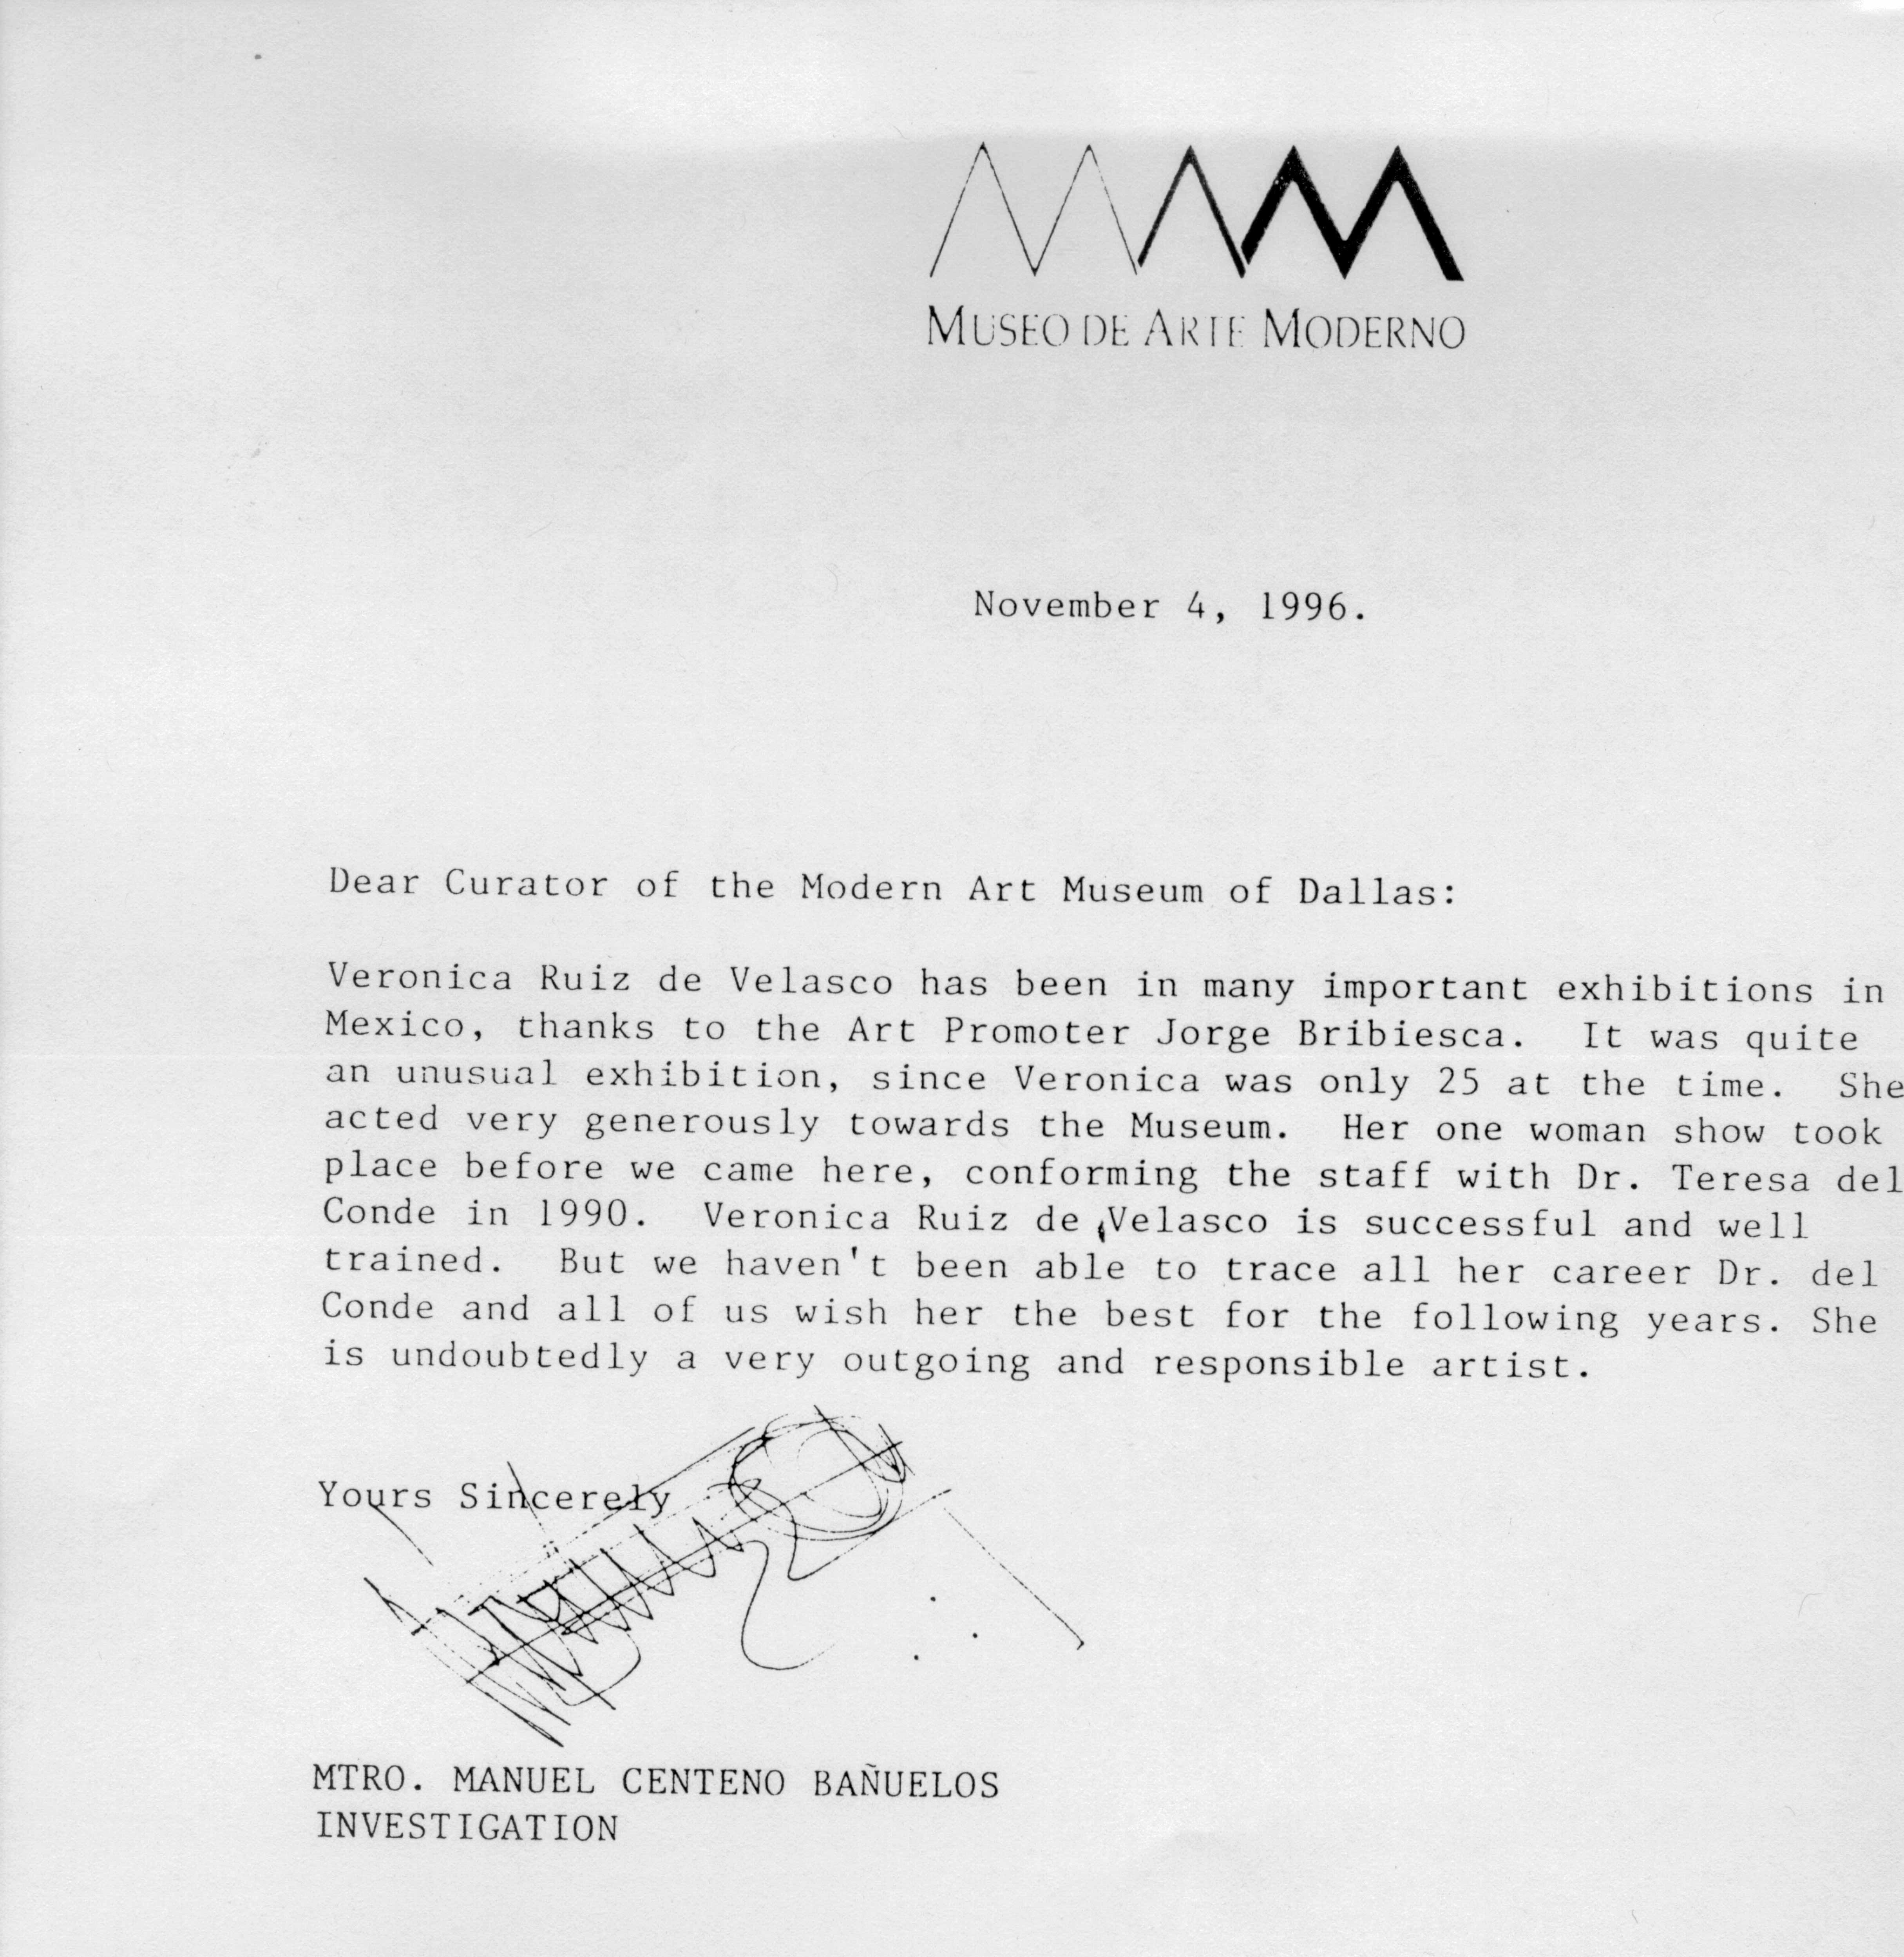 MUSEO DE ARTE MODERNO
November 4, 1996.
Dear Curator of the Modern Art Museum of Dallas:
Veronica Ruiz de Velasco has been in many important exhibitions in
Mexico, thanks to the Art Promoter Jorge Bribiesca.  It was quite
an unusual exhibition, since Veronica was only 25 at the time.  She
acted very generously towards the Museum.  Her one woman show took
place before we came here, conforming the staff with Dr. Teresa del
Conde in 1990.  Veronica Ruiz de Velasco is successful and well
trained.  But we haven't been able to trace all her career Dr. del
Conde and all of us wish her the best for the following years. She
is undoubtedly a very outgoing and responsible artist.
Yours Sincerely
MTRO. MANUEL CENTENO BAÑUELOS
INVESTIGATION